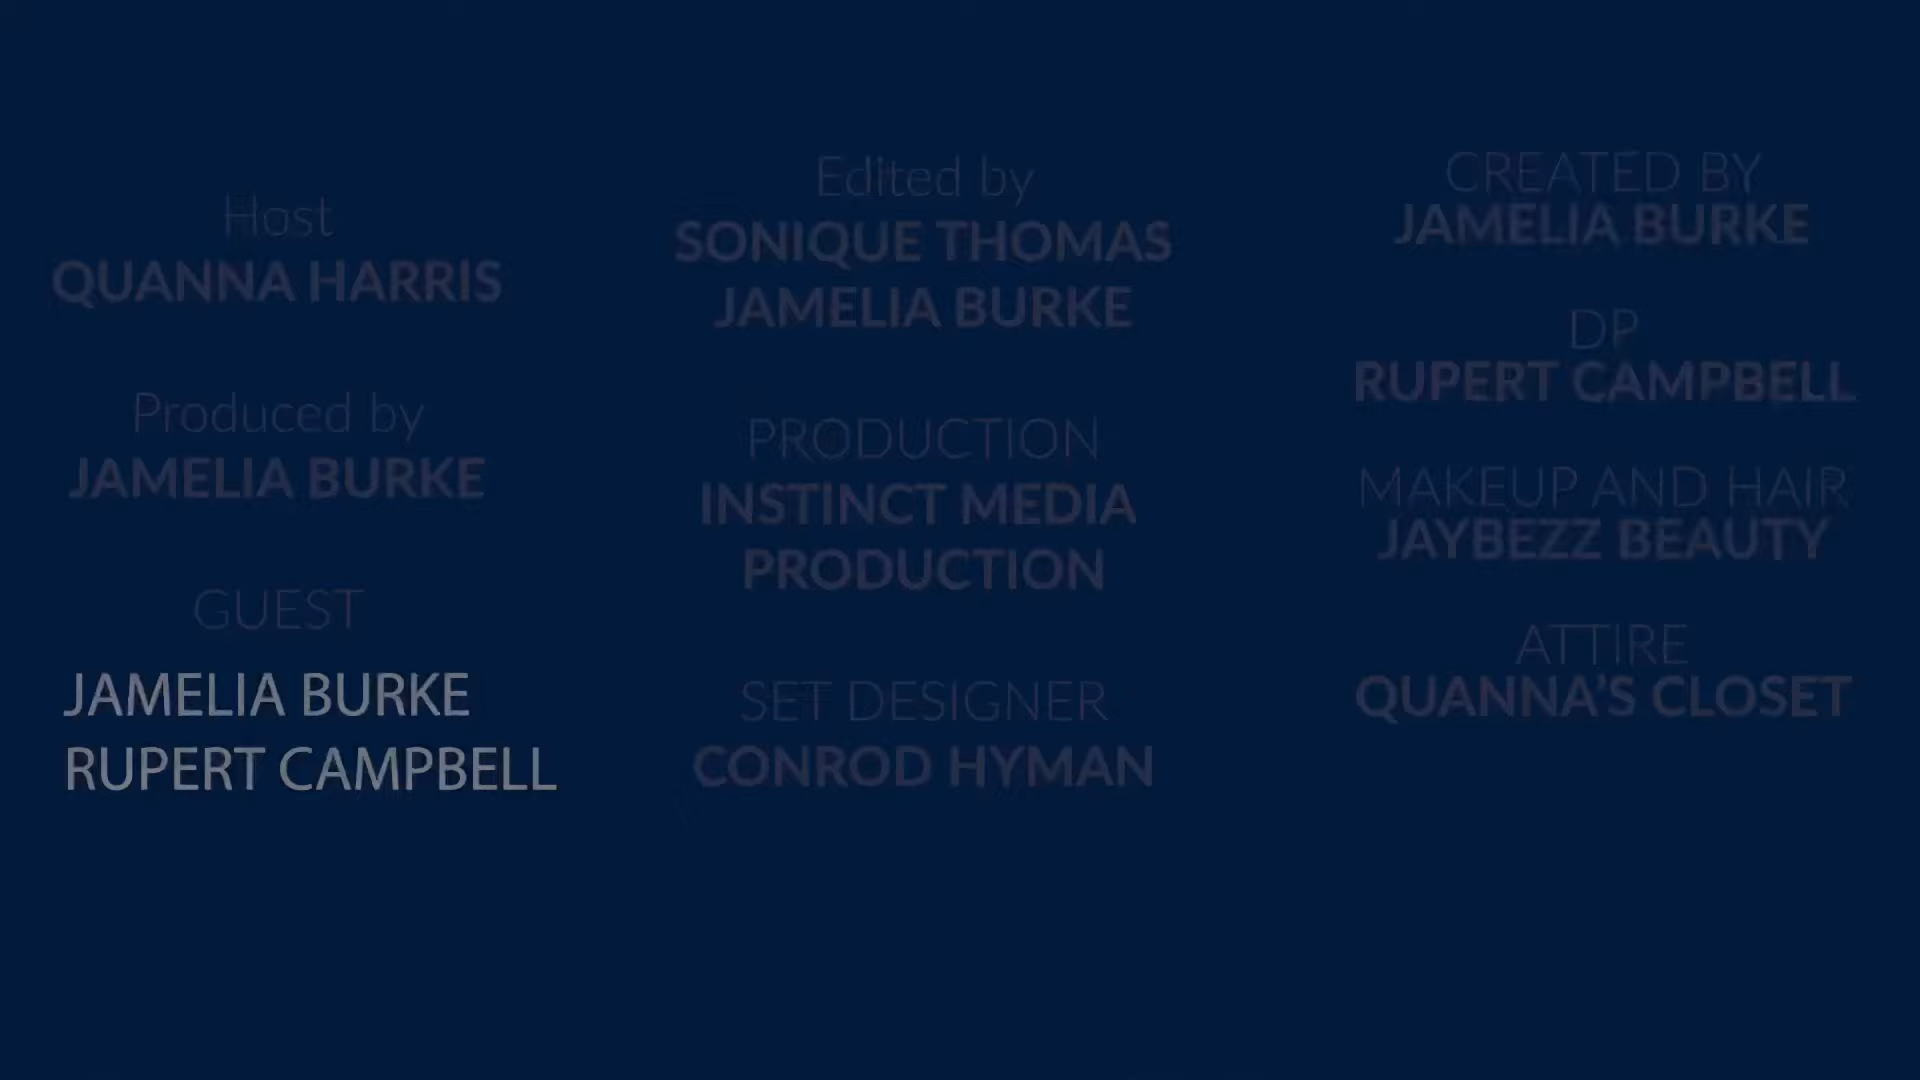 Host
QUANNA HARRIS
Produced by
JAMELIA BURKE
GUEST
JAMELIA BURKE
RUPERT CAMPBELL
Edited by
SONIQUE THOMAS
JAMELIA BURKE
PRODUCTION
INSTINCT MEDIA
PRODUCTION
SET DESIGNER
CONROD HYMAN
CREATED BY
JAMELIA BURKE
DP
RUPERT CAMPBELL
MAKEUP AND HAIR
JAYBEZZ BEAUTY
ATTIRE
QUANNA'S CLOSET